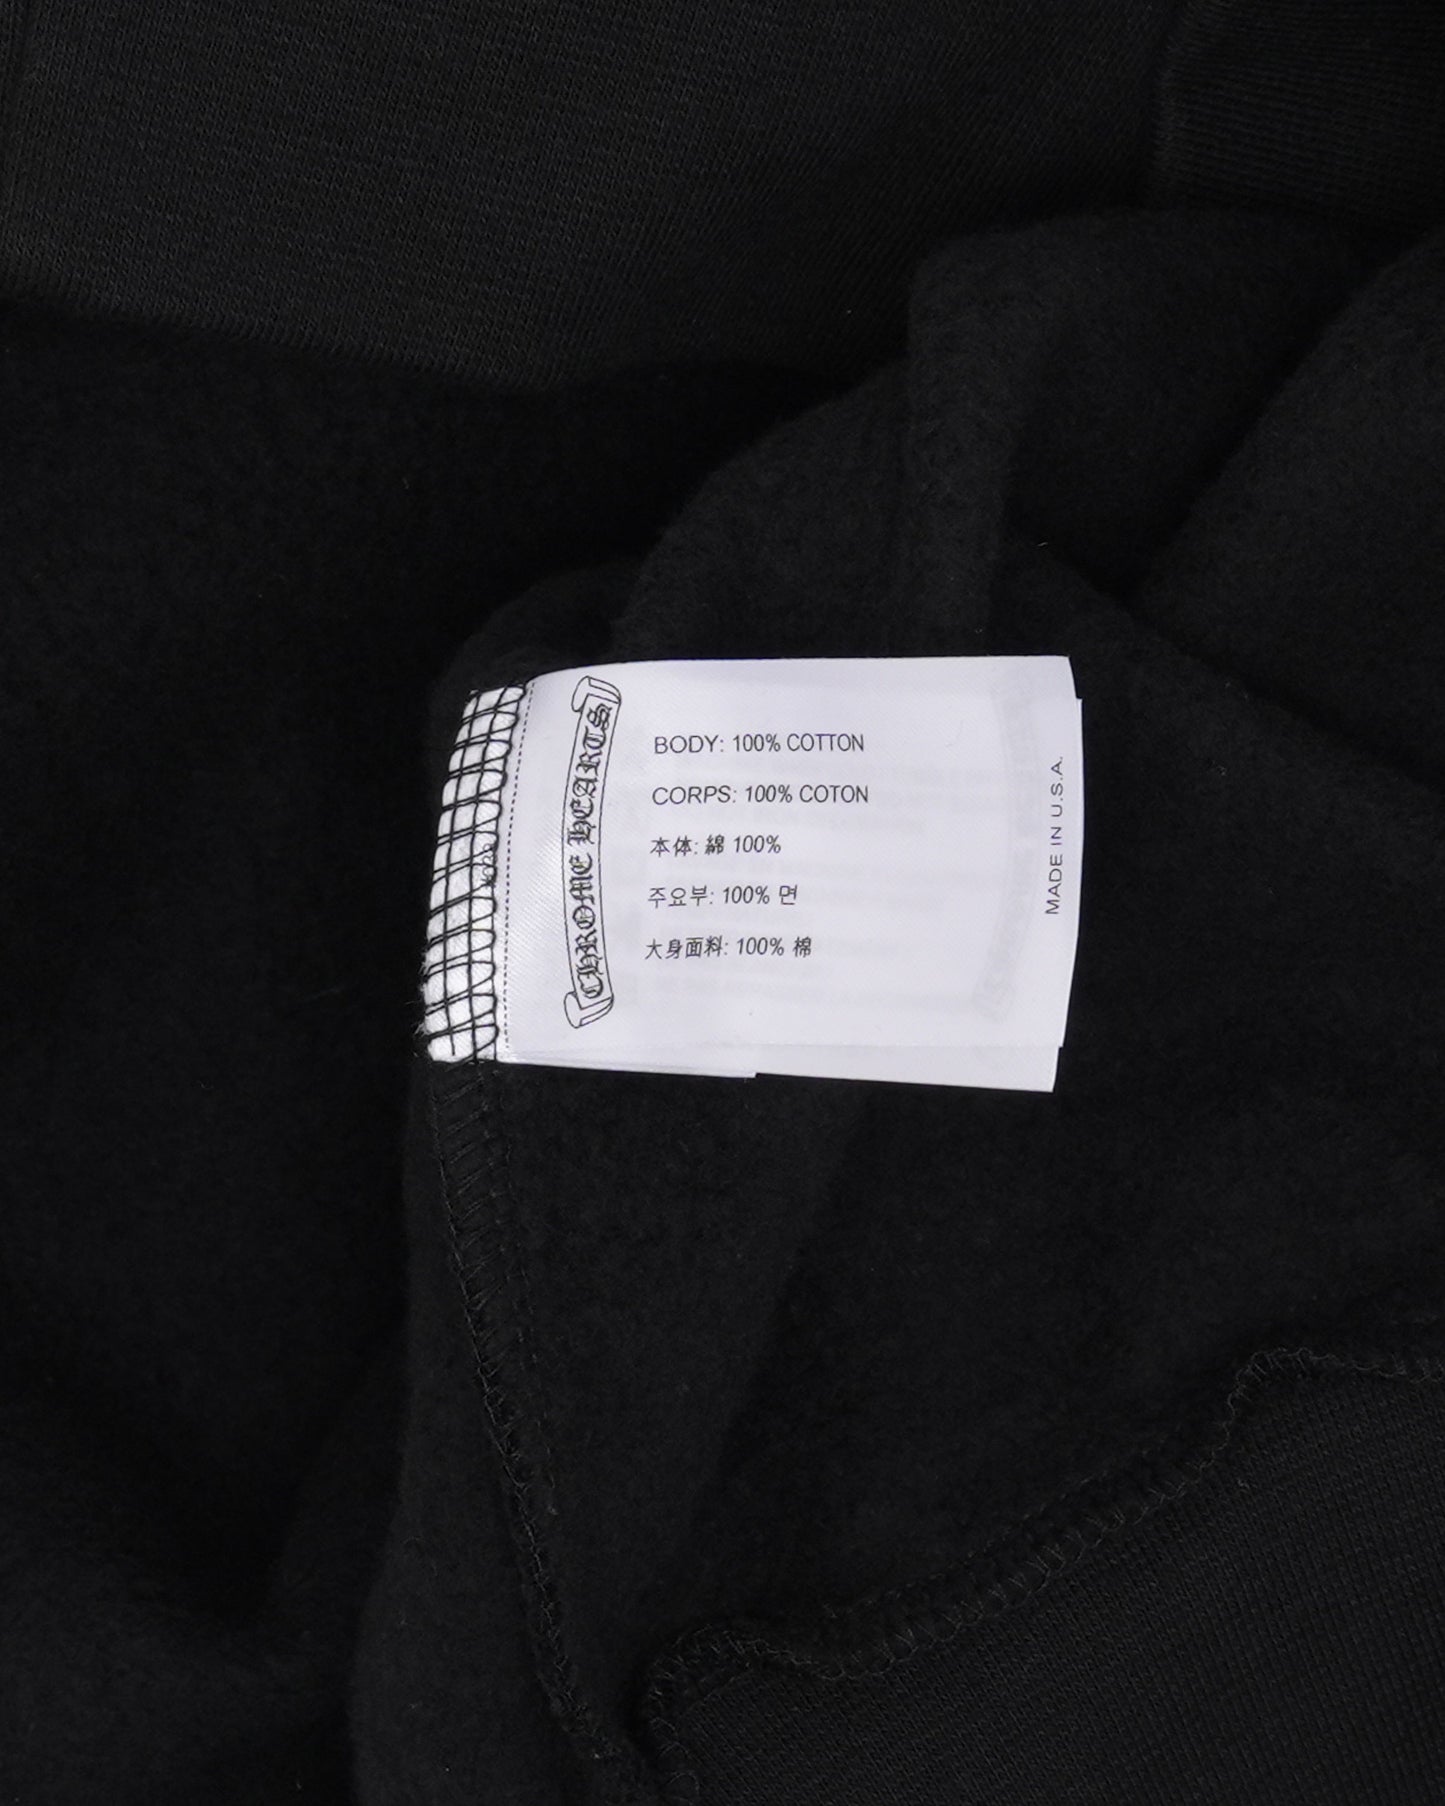 CHROME HEARTS
BODY: 100% COTTON
CORPS: 100% COTON
本体: 綿 100%
주요부: 100% 면
大身面料: 100% 棉
MADE IN U.S.A.